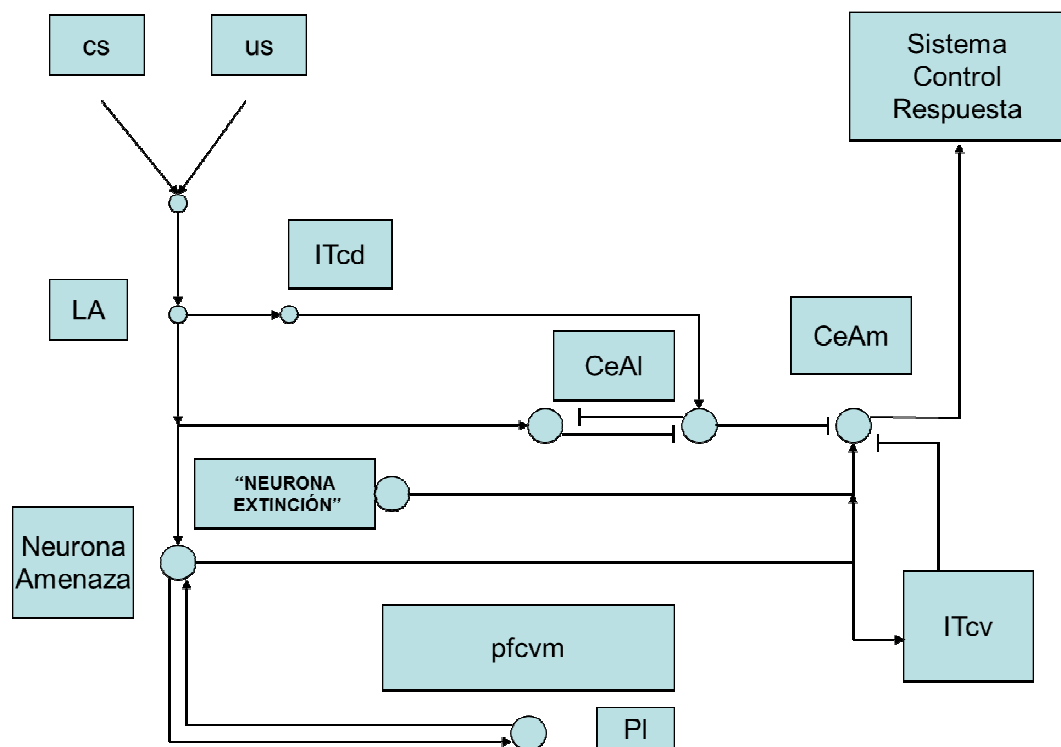 cs
us
Sistema
Control
Respuesta
ITcd
LA
CeAl
CeAm
“NEURONA
EXTINCIÓN”
Neurona
Amenaza
ITcv
pfcvm
Pl